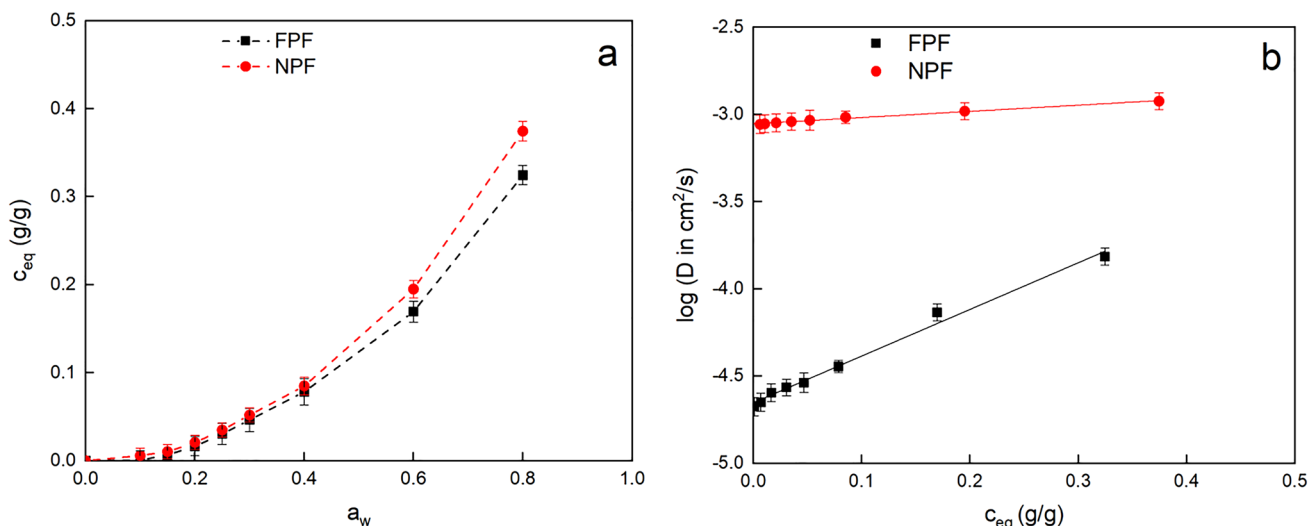 a
FPF
NPF
0.5
0.4
0.3
0.2
0.1
0.0
c_eq (g/g)
0.0 0.2 0.4 0.6 0.8 1.0
a_w
b
FPF
NPF
-2.5
-3.0
-3.5
-4.0
-4.5
-5.0
log (D in cm²/s)
0.0 0.1 0.2 0.3 0.4 0.5
c_eq (g/g)